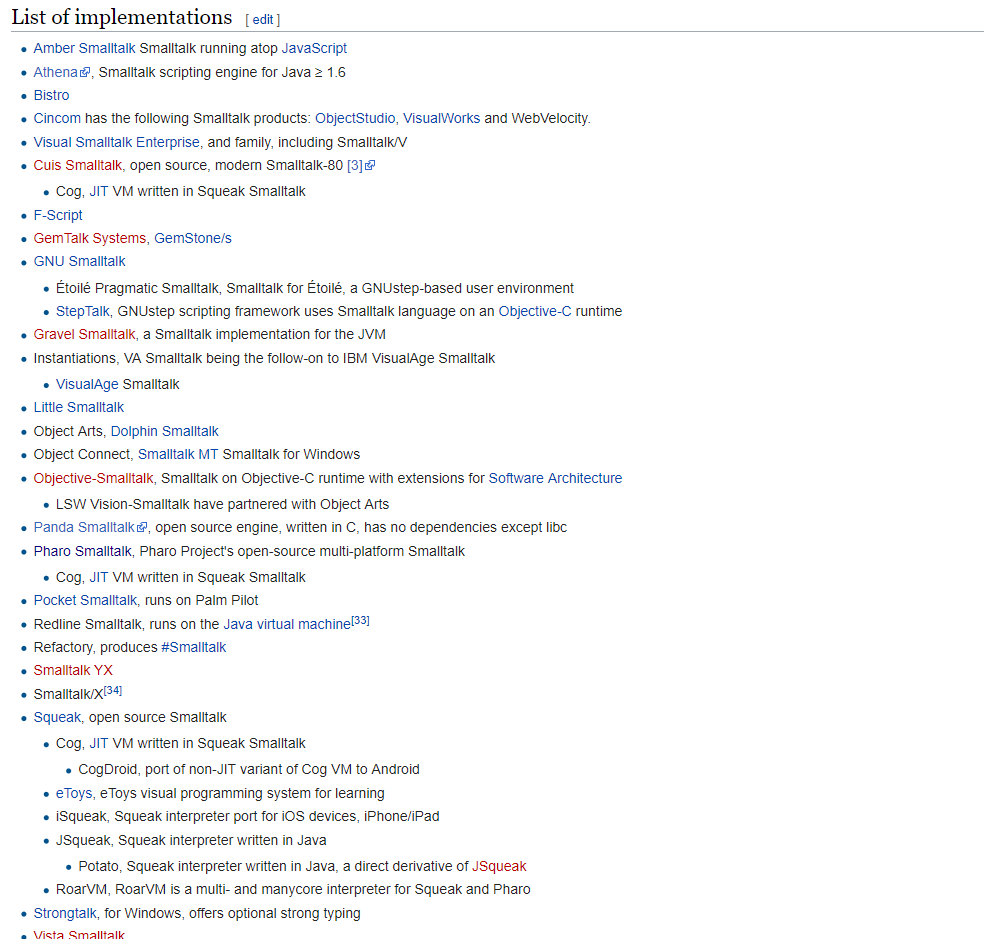 List of implementations [ edit ]
Amber Smalltalk Smalltalk running atop JavaScript
Athena, Smalltalk scripting engine for Java ≥ 1.6
Bistro
Cincom has the following Smalltalk products: ObjectStudio, VisualWorks and WebVelocity.
Visual Smalltalk Enterprise, and family, including Smalltalk/V
Cuis Smalltalk, open source, modern Smalltalk-80 [3]
Cog, JIT VM written in Squeak Smalltalk
F-Script
GemTalk Systems, GemStone/s
GNU Smalltalk
Étoilé Pragmatic Smalltalk, Smalltalk for Étoilé, a GNUstep-based user environment
StepTalk, GNUstep scripting framework uses Smalltalk language on an Objective-C runtime
Gravel Smalltalk, a Smalltalk implementation for the JVM
Instantiations, VA Smalltalk being the follow-on to IBM VisualAge Smalltalk
VisualAge Smalltalk
Little Smalltalk
Object Arts, Dolphin Smalltalk
Object Connect, Smalltalk MT Smalltalk for Windows
Objective-Smalltalk, Smalltalk on Objective-C runtime with extensions for Software Architecture
LSW Vision-Smalltalk have partnered with Object Arts
Panda Smalltalk, open source engine, written in C, has no dependencies except libc
Pharo Smalltalk, Pharo Project's open-source multi-platform Smalltalk
Cog, JIT VM written in Squeak Smalltalk
Pocket Smalltalk, runs on Palm Pilot
Redline Smalltalk, runs on the Java virtual machine[33]
Refactory, produces #Smalltalk
Smalltalk YX
Smalltalk/X[34]
Squeak, open source Smalltalk
Cog, JIT VM written in Squeak Smalltalk
CogDroid, port of non-JIT variant of Cog VM to Android
eToys, eToys visual programming system for learning
iSqueak, Squeak interpreter port for iOS devices, iPhone/iPad
JSqueak, Squeak interpreter written in Java
Potato, Squeak interpreter written in Java, a direct derivative of JSqueak
RoarVM, RoarVM is a multi- and manycore interpreter for Squeak and Pharo
Strongtalk, for Windows, offers optional strong typing
Vista Smalltalk